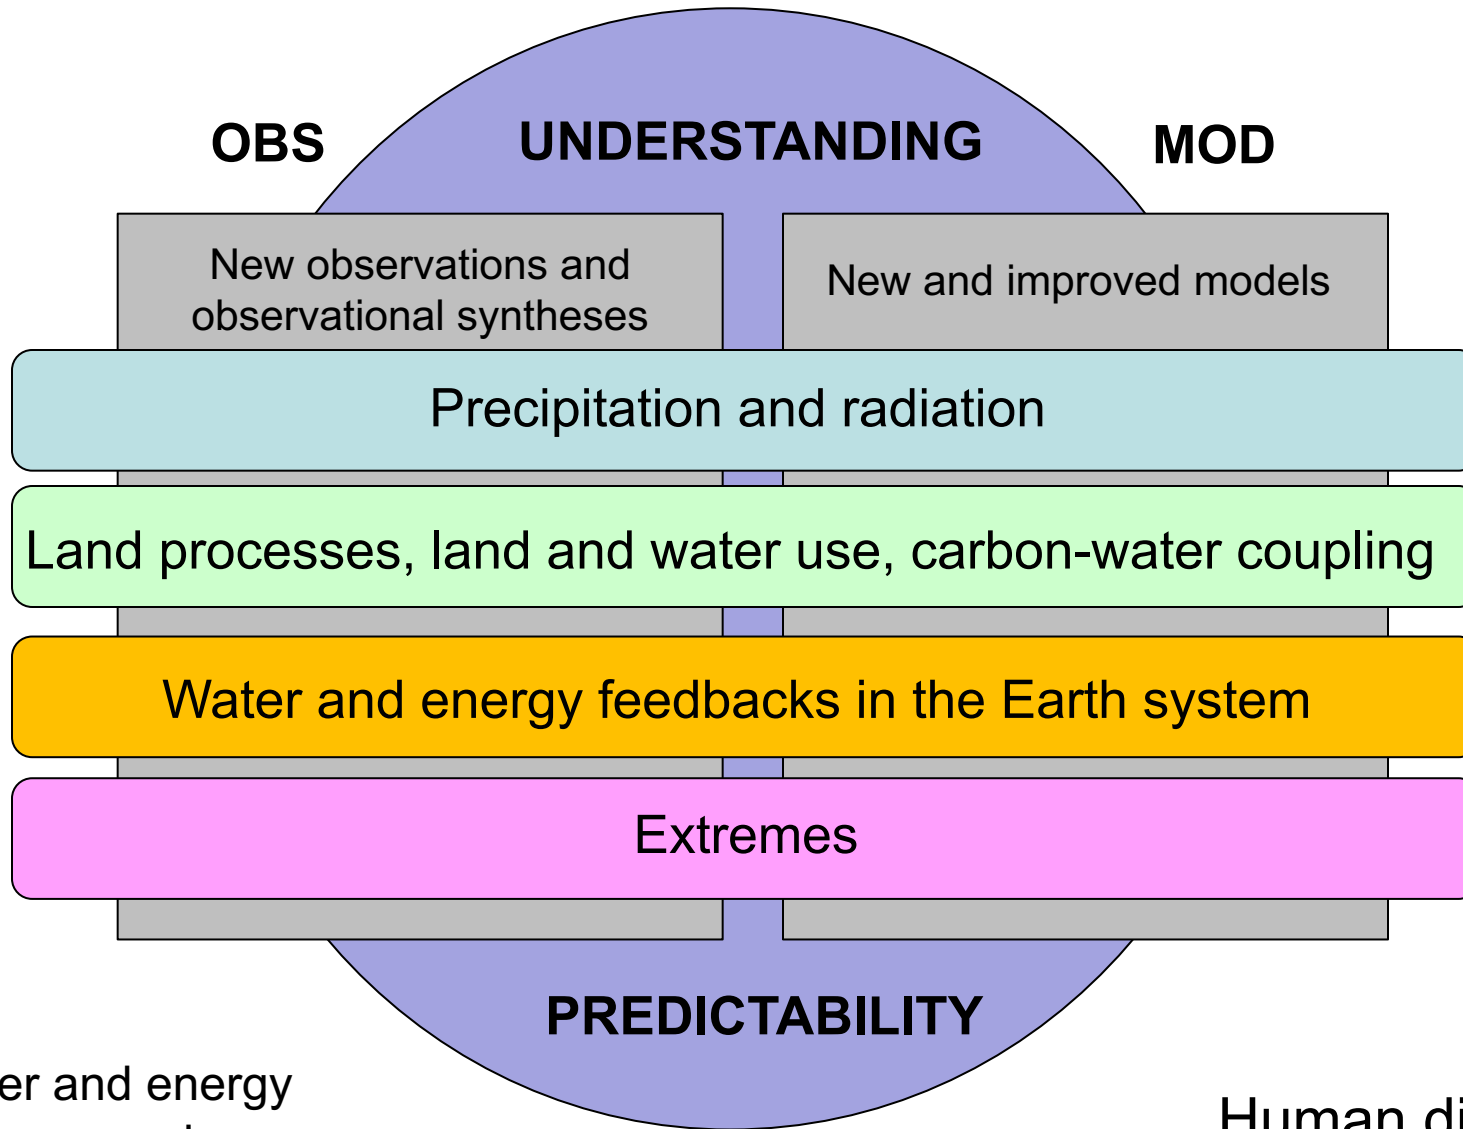 OBS
UNDERSTANDING
MOD
New observations and
observational syntheses
New and improved models
Precipitation and radiation
Land processes, land and water use, carbon-water coupling
Water and energy feedbacks in the Earth system
Extremes
PREDICTABILITY
and energy
Human